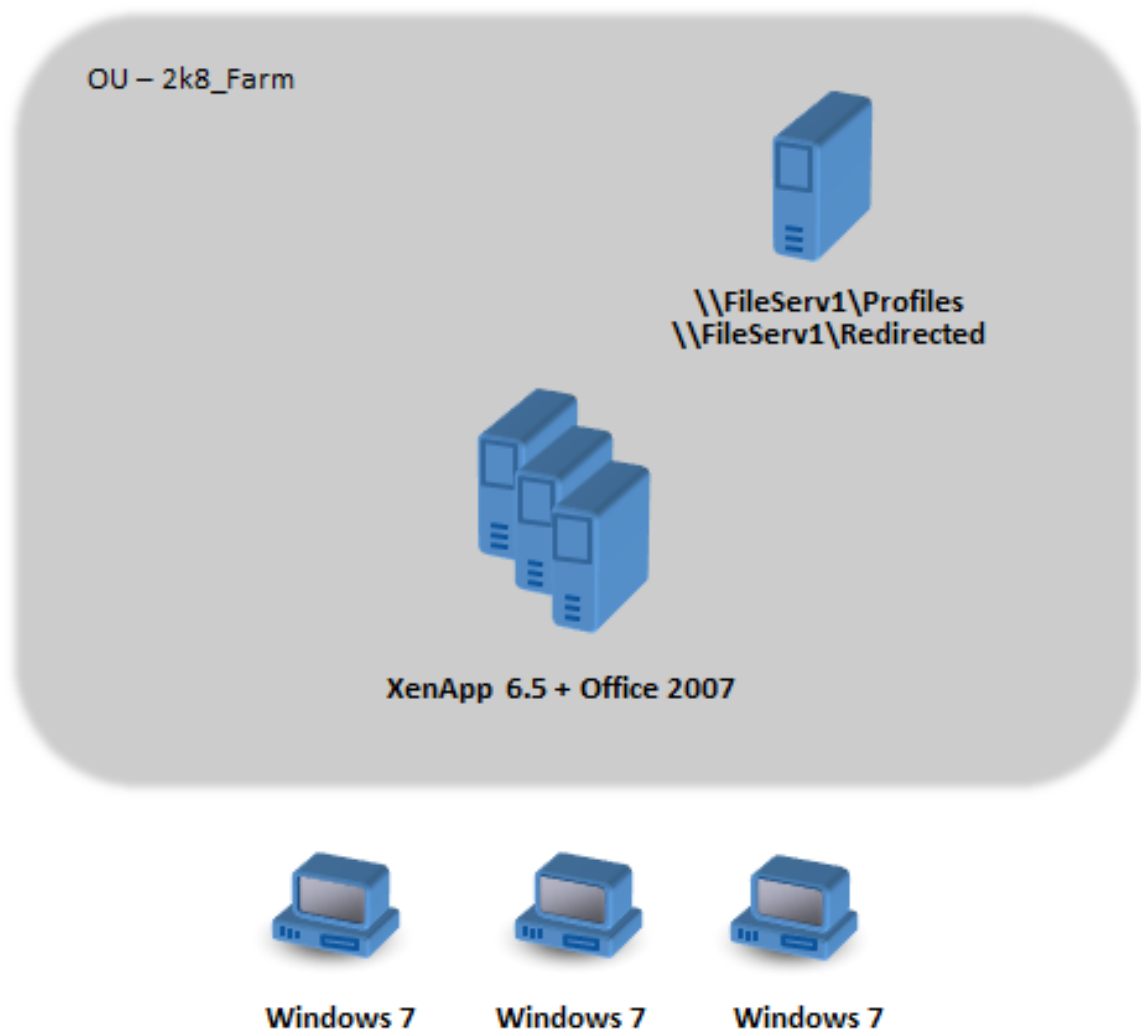 OU – 2k8_Farm
\\FileServ1\Profiles
\\FileServ1\Redirected
XenApp 6.5 + Office 2007
Windows 7 Windows 7 Windows 7